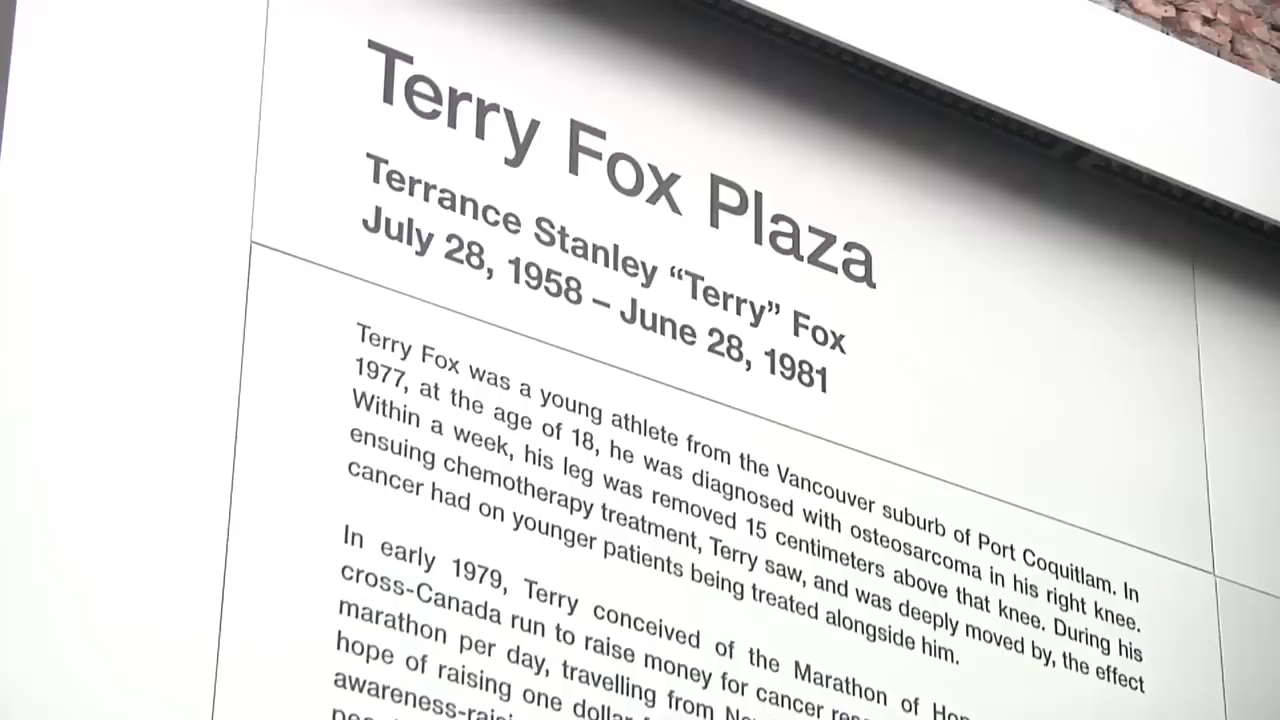 Terry Fox Plaza
Terrance Stanley “Terry” Fox
July 28, 1958 – June 28, 1981
Terry Fox was a young athlete from the Vancouver suburb of Port Coquitlam. In
1977, at the age of 18, he was diagnosed with osteosarcoma in his right knee.
Within a week, his leg was removed 15 centimeters above that knee. During his
ensuing chemotherapy treatment, Terry saw, and was deeply moved by, the effect
cancer had on younger patients being treated alongside him.
In early 1979, Terry conceived of the Marathon of
cross-Canada run to raise money for cancer
marathon per day, travelling from
hope of raising one dollar